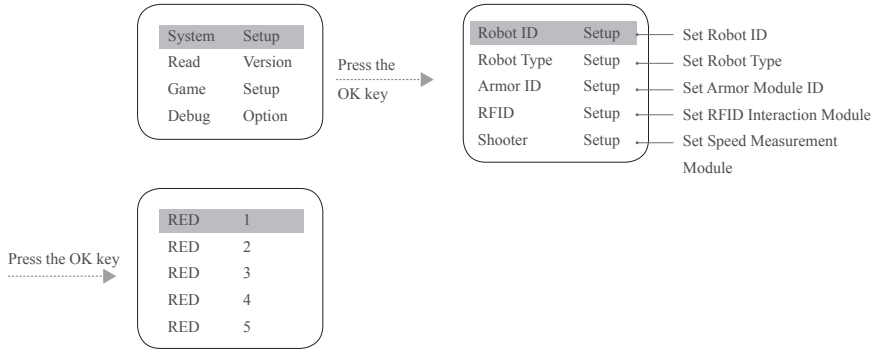 System Setup
Read Version
Game Setup
Debug Option
Press the
OK key
Robot ID Setup
Robot Type Setup
Armor ID Setup
RFID Setup
Shooter Setup
Set Robot ID
Set Robot Type
Set Armor Module ID
Set RFID Interaction Module
Set Speed Measurement
Module
Press the OK key
RED 1
RED 2
RED 3
RED 4
RED 5